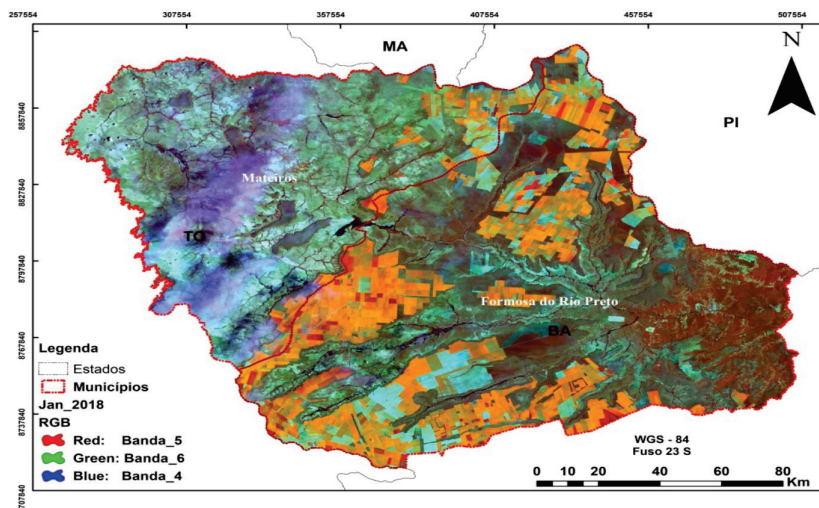 257554 307554 357554 407554 457554 507554
MA
N
PI
Mateiros
TO
Formosa do Rio Preto
BA
8857840
8827840
8797840
8767840
8737840
707840
Legenda
Estados
Municípios
Jan_2018
RGB
Red: Banda_5
Green: Banda_6
Blue: Banda_4
WGS - 84
Fuso 23 S
0 10 20 40 60 80
Km